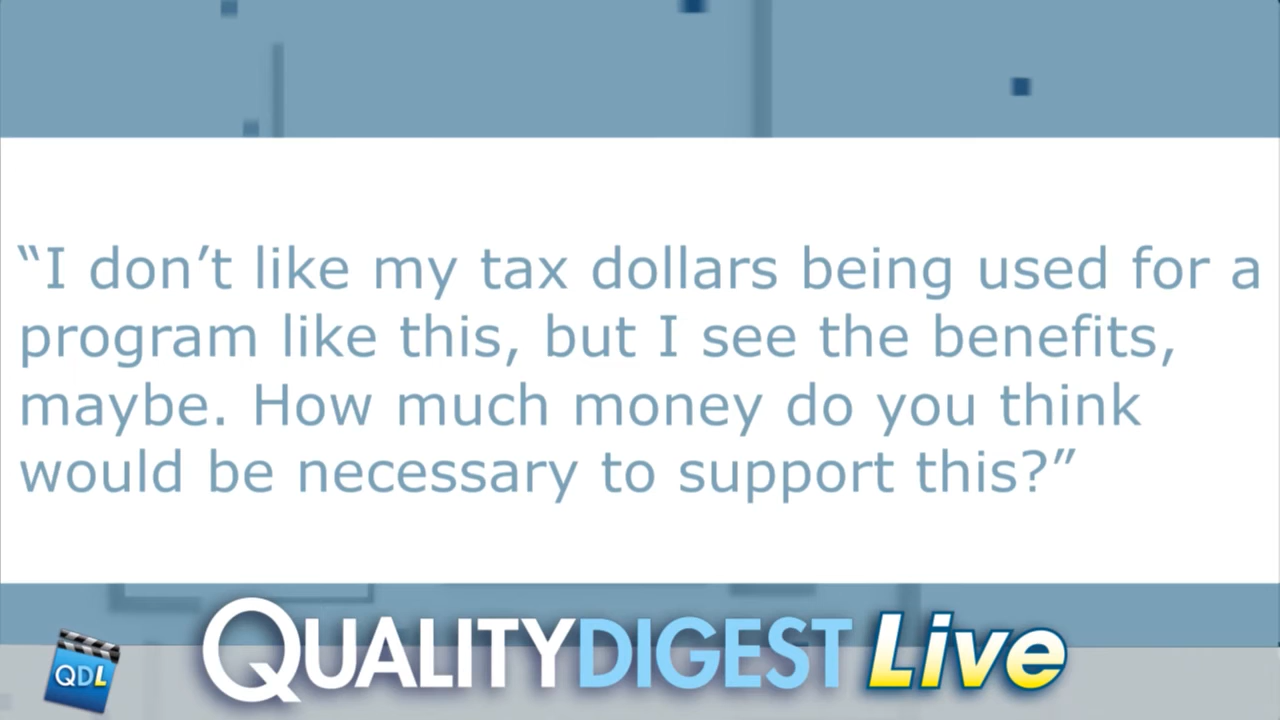 “I don’t like my tax dollars being used for a
program like this, but I see the benefits,
maybe. How much money do you think
would be necessary to support this?”
QUALITYDIGEST Live
QDL